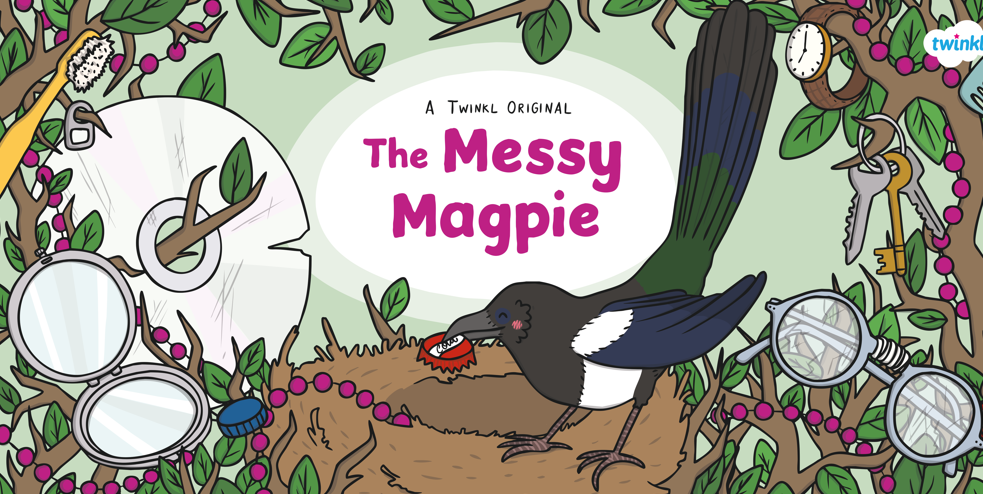 A Twinkl Original
The Messy
Magpie
twinkl